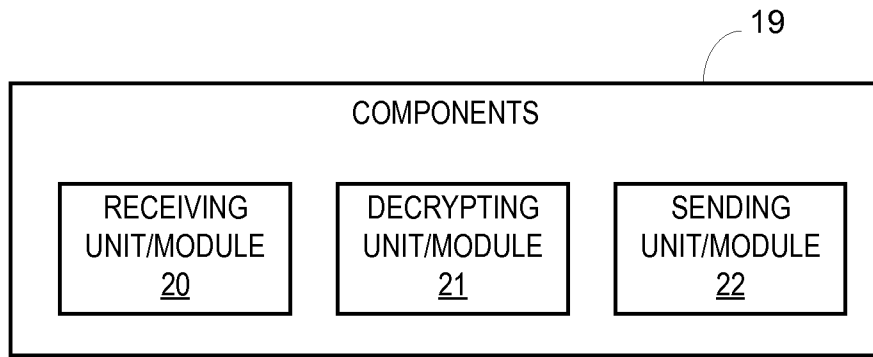 19
COMPONENTS
RECEIVING
UNIT/MODULE
20
DECRYPTING
UNIT/MODULE
21
SENDING
UNIT/MODULE
22